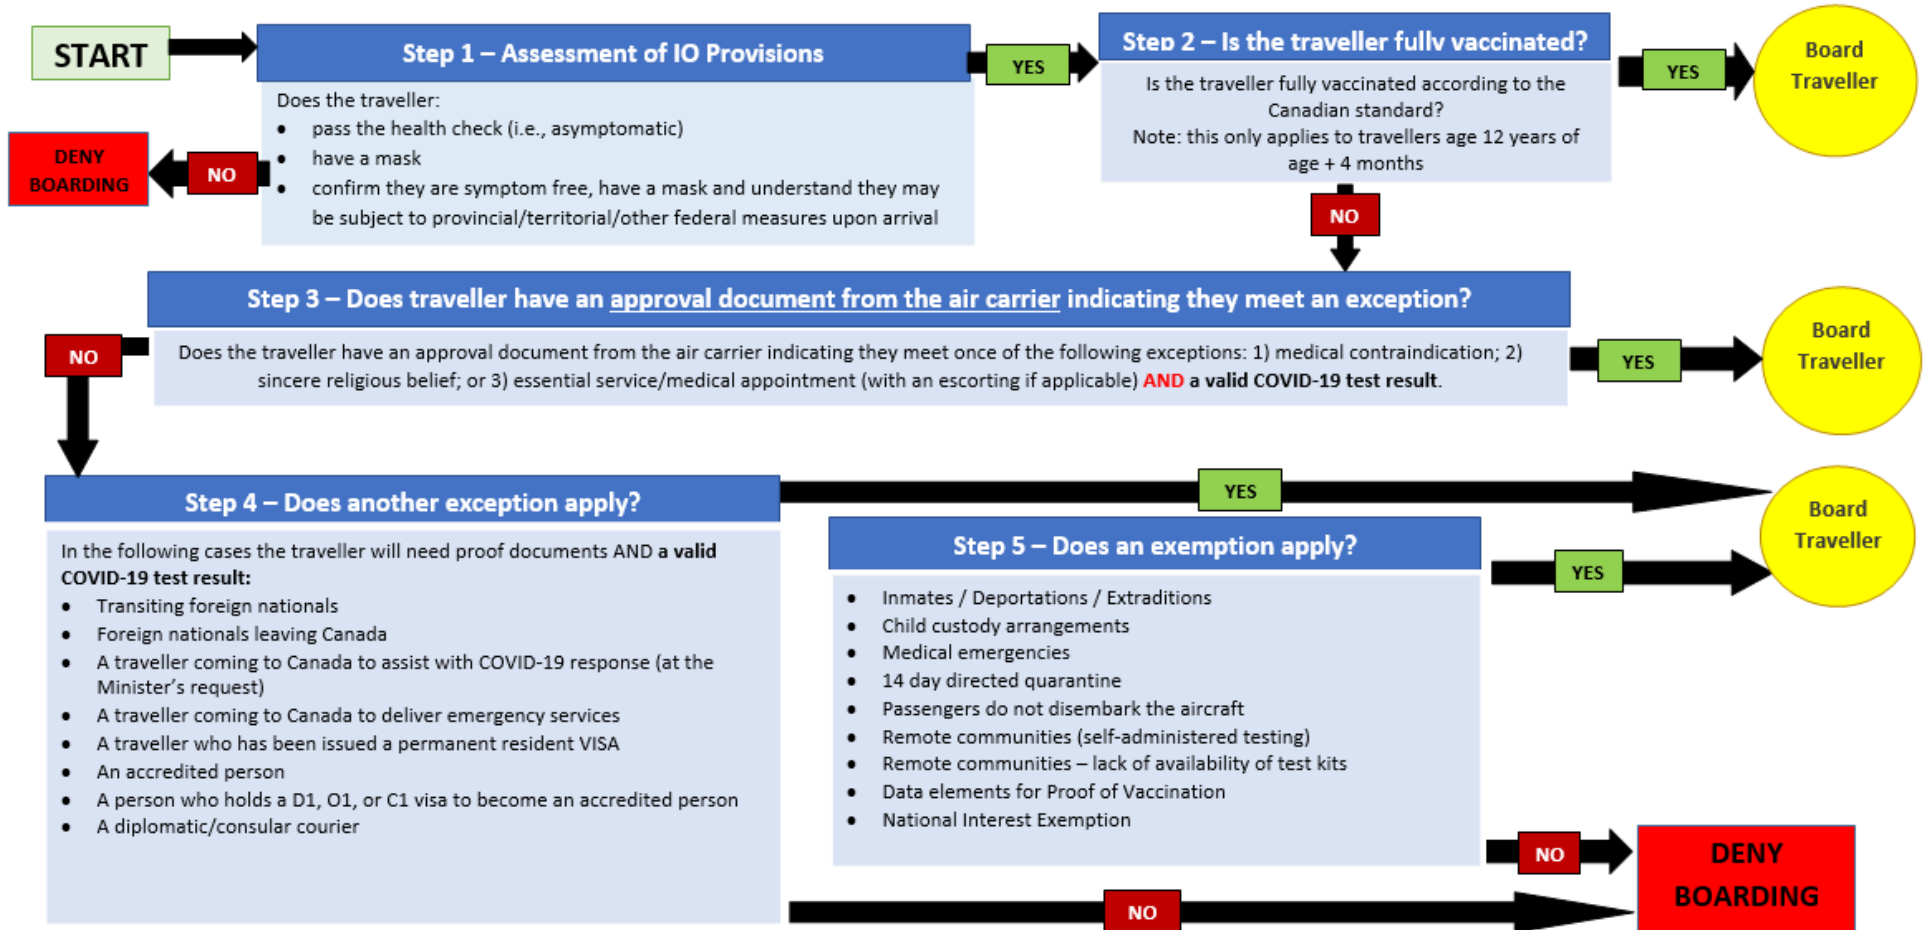 START
Step 1 – Assessment of IO Provisions
Does the traveller:
• pass the health check (i.e., asymptomatic)
• have a mask
• confirm they are symptom free, have a mask and understand they may
be subject to provincial/territorial/other federal measures upon arrival
NO
DENY
BOARDING
YES
Step 2 – Is the traveller fully vaccinated?
Is the traveller fully vaccinated according to the
Canadian standard?
Note: this only applies to travellers age 12 years of
age + 4 months
YES
Board
Traveller
NO
Step 3 – Does traveller have an approval document from the air carrier indicating they meet an exception?
Does the traveller have an approval document from the air carrier indicating they meet once of the following exceptions: 1) medical contraindication; 2)
sincere religious belief; or 3) essential service/medical appointment (with an escorting if applicable) AND a valid COVID-19 test result.
YES
Board
Traveller
NO
Step 4 – Does another exception apply?
In the following cases the traveller will need proof documents AND a valid
COVID-19 test result:
• Transiting foreign nationals
• Foreign nationals leaving Canada
• A traveller coming to Canada to assist with COVID-19 response (at the
Minister’s request)
• A traveller coming to Canada to deliver emergency services
• A traveller who has been issued a permanent resident VISA
• An accredited person
• A person who holds a D1, O1, or C1 visa to become an accredited person
• A diplomatic/consular courier
YES
Step 5 – Does an exemption apply?
• Inmates / Deportations / Extraditions
• Child custody arrangements
• Medical emergencies
• 14 day directed quarantine
• Passengers do not disembark the aircraft
• Remote communities (self-administered testing)
• Remote communities – lack of availability of test kits
• Data elements for Proof of Vaccination
• National Interest Exemption
YES
Board
Traveller
NO
NO
DENY
BOARDING